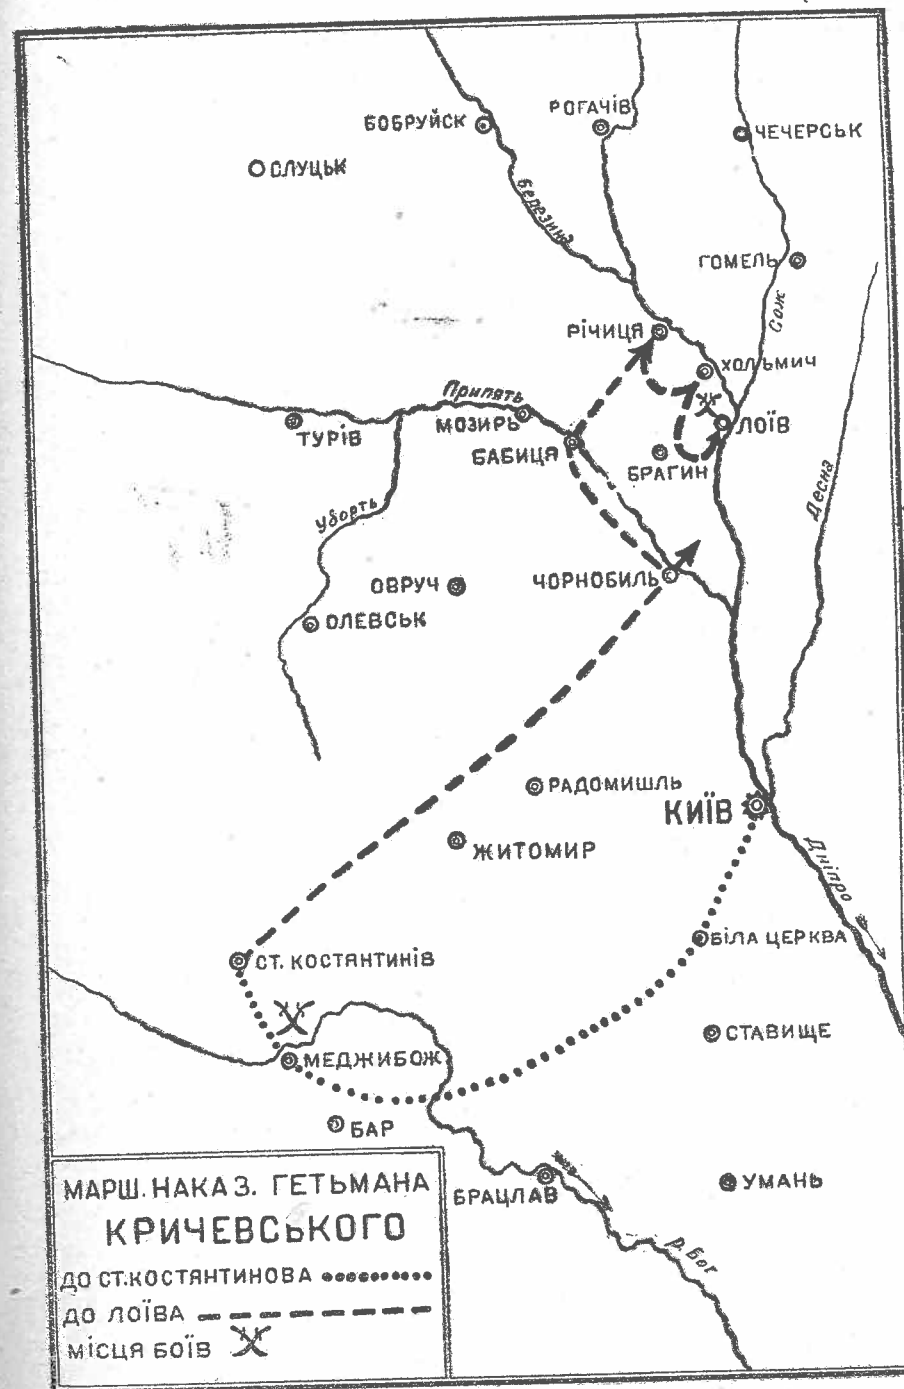 БОБРУЙСК
РОГАЧІВ
ЧЕЧЕРСЬК
СЛУЦЬК
Березина
ГОМЕЛЬ
Сож
РІЧИЦЯ
ХОЛЬМИЧ
Припять
МОЗИРЬ
ЛОЇВ
ТУРІВ
БАБИЦЯ
БРАГИН
Десна
Уборть
ЧОРНОБИЛЬ
ОВРУЧ
ОЛЕВСЬК
РАДОМИШЛЬ
КИЇВ
ЖИТОМИР
Дніпро
БІЛА ЦЕРКВА
СТ. КОСТЯНТИНІВ
СТАВИЩЕ
МЕДЖИБОЖ
БАР
БРАЦЛАВ
УМАНЬ
р. Бог
МАРШ. НАКАЗ. ГЕТЬМАНА
КРИЧЕВСЬКОГО
ДО СТ.КОСТЯНТИНОВА
ДО ЛОЇВА
МІСЦЯ БОЇВ